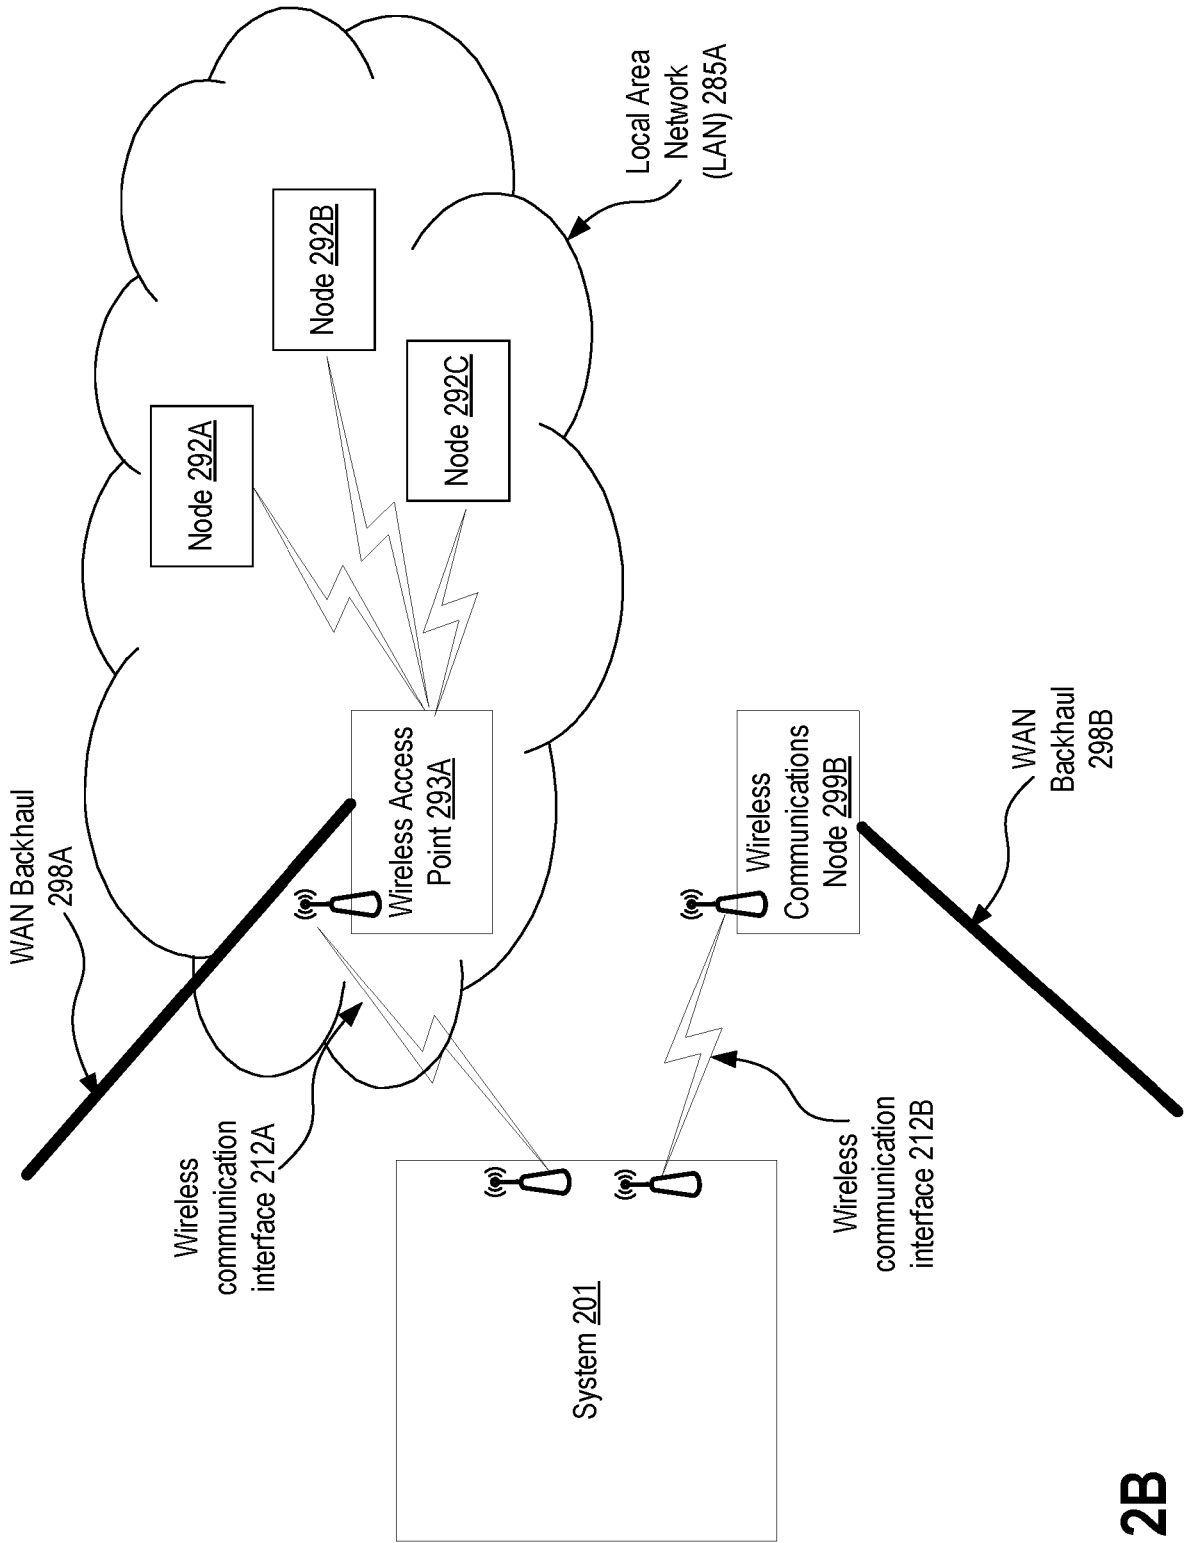 WAN Backhaul
298A
Wireless
communication
interface 212A
Node 292A
Node 292B
Node 292C
Local Area
Network
(LAN) 285A
Wireless Access
Point 293A
System 201
Wireless
Communications
Node 299B
Wireless
communication
interface 212B
WAN
Backhaul
298B
2B